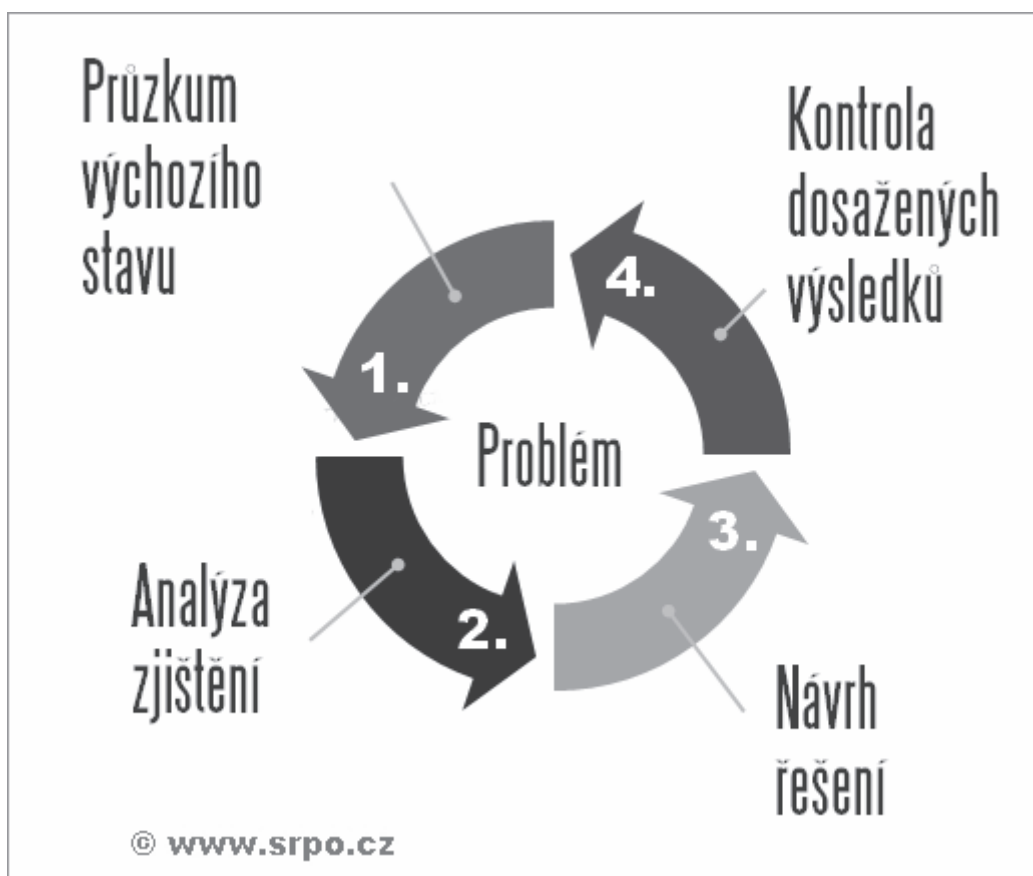 Průzkum
výchozího
stavu
1.
Analýza
zjištění
2.
Problém
Návrh
řešení
3.
Kontrola
dosažených
výsledků
4.
© www.srpo.cz